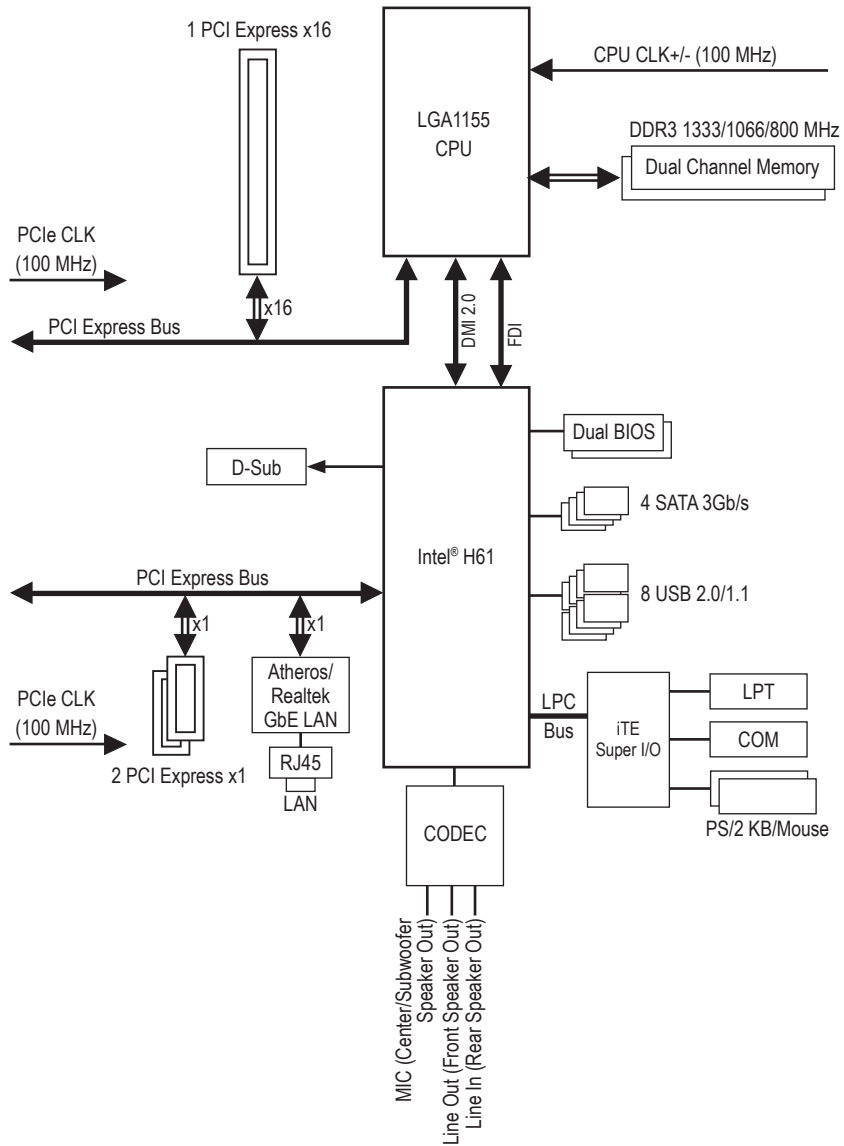 1 PCI Express x16
CPU CLK+/- (100 MHz)
LGA1155
CPU
DDR3 1333/1066/800 MHz
Dual Channel Memory
PCIe CLK
(100 MHz)
x16
PCI Express Bus
DMI 2.0
FDI
Dual BIOS
D-Sub
4 SATA 3Gb/s
Intel® H61
PCI Express Bus
8 USB 2.0/1.1
x1
x1
Atheros/
Realtek
GbE LAN
PCIe CLK
(100 MHz)
LPC
Bus
iTE
Super I/O
LPT
COM
RJ45
2 PCI Express x1
LAN
PS/2 KB/Mouse
CODEC
MIC (Center/Subwoofer
Speaker Out)
Line Out (Front Speaker Out)
Line In (Rear Speaker Out)